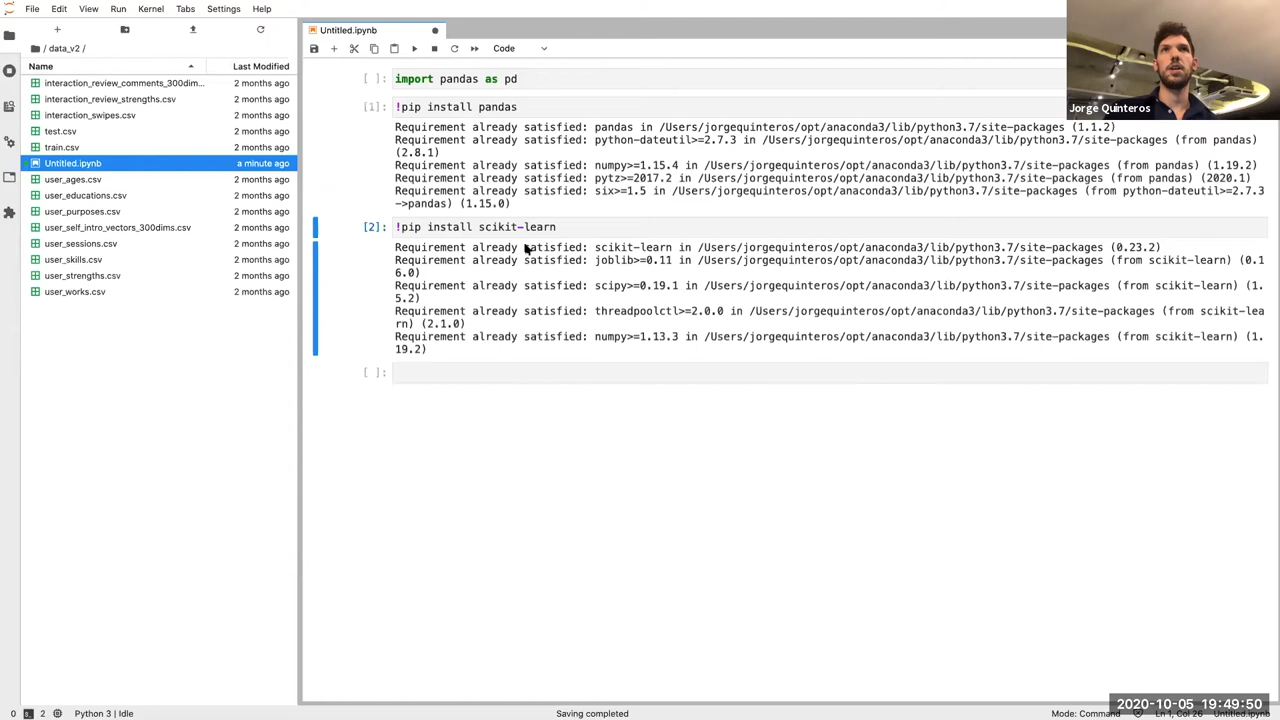 File Edit View Run Kernel Tabs Settings Help
/ data_v2 /
Name Last Modified
interaction_review_comments_300dim... 2 months ago
interaction_review_strengths.csv 2 months ago
interaction_swipes.csv 2 months ago
test.csv 2 months ago
train.csv 2 months ago
Untitled.ipynb a minute ago
user_ages.csv 2 months ago
user_educations.csv 2 months ago
user_purposes.csv 2 months ago
user_self_intro_vectors_300dims.csv 2 months ago
user_sessions.csv 2 months ago
user_skills.csv 2 months ago
user_strengths.csv 2 months ago
user_works.csv 2 months ago
Untitled.ipynb
Code
[ ]: import pandas as pd
[1]: !pip install pandas
Requirement already satisfied: pandas in /Users/jorgequinteros/opt/anaconda3/lib/python3.7/site-packages (1.1.2)
Requirement already satisfied: python-dateutil>=2.7.3 in /Users/jorgequinteros/opt/anaconda3/lib/python3.7/site-packages (from pandas)
(2.8.1)
Requirement already satisfied: numpy>=1.15.4 in /Users/jorgequinteros/opt/anaconda3/lib/python3.7/site-packages (from pandas) (1.19.2)
Requirement already satisfied: pytz>=2017.2 in /Users/jorgequinteros/opt/anaconda3/lib/python3.7/site-packages (from pandas) (2020.1)
Requirement already satisfied: six>=1.5 in /Users/jorgequinteros/opt/anaconda3/lib/python3.7/site-packages (from python-dateutil>=2.7.3
->pandas) (1.15.0)
[2]: !pip install scikit-learn
Requirement already satisfied: scikit-learn in /Users/jorgequinteros/opt/anaconda3/lib/python3.7/site-packages (0.23.2)
Requirement already satisfied: joblib>=0.11 in /Users/jorgequinteros/opt/anaconda3/lib/python3.7/site-packages (from scikit-learn) (0.1
6.0)
Requirement already satisfied: scipy>=0.19.1 in /Users/jorgequinteros/opt/anaconda3/lib/python3.7/site-packages (from scikit-learn) (1.
5.2)
Requirement already satisfied: threadpoolctl>=2.0.0 in /Users/jorgequinteros/opt/anaconda3/lib/python3.7/site-packages (from scikit-lea
rn) (2.1.0)
Requirement already satisfied: numpy>=1.13.3 in /Users/jorgequinteros/opt/anaconda3/lib/python3.7/site-packages (from scikit-learn) (1.
19.2)
[ ]:
Jorge Quinteros
0 2 Python 3 | Idle Saving completed Mode: Command Ln 1, Col 26 Untitled.ipynb
2020-10-05 19:49:50